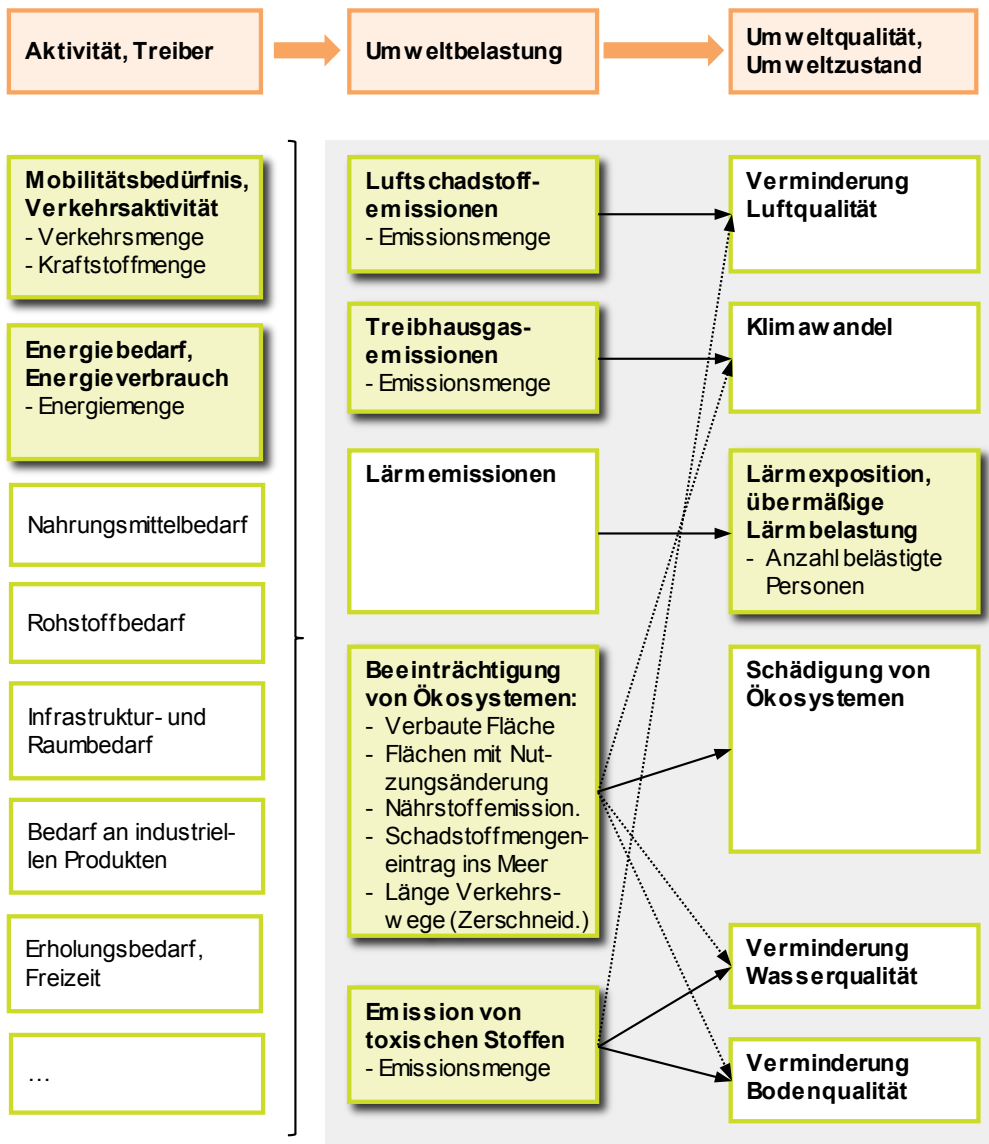 Aktivität, Treiber
Umweltbelastung
Umweltqualität,
Umweltzustand
Mobilitätsbedürfnis,
Verkehrsaktivität
- Verkehrsmenge
- Kraftstoffmenge
Energiebedarf,
Energieverbrauch
- Energiemenge
Nahrungsmittelbedarf
Rohstoffbedarf
Infrastruktur- und
Raumbedarf
Bedarf an industriel-
len Produkten
Erholungsbedarf,
Freizeit
...
Luftschadstoff-
emissionen
- Emissionsmenge
Treibhausgas-
emissionen
- Emissionsmenge
Lärmemissionen
Beeinträchtigung
von Ökosystemen:
- Verbaute Fläche
- Flächen mit Nut-
zungsänderung
- Nährstoffemission.
- Schadstoffmengen-
eintrag ins Meer
- Länge Verkehrs-
wege (Zerschneid.)
Emission von
toxischen Stoffen
- Emissionsmenge
Verminderung
Luftqualität
Klimawandel
Lärmexposition,
übermäßige
Lärmbelastung
- Anzahl belästigte
Personen
Schädigung von
Ökosystemen
Verminderung
Wasserqualität
Verminderung
Bodenqualität